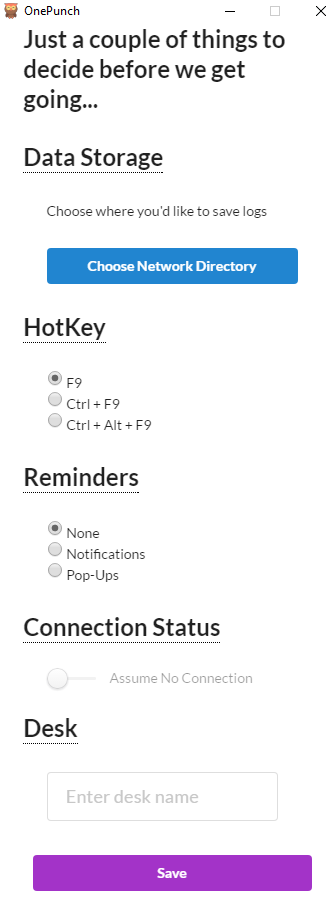 OnePunch
Just a couple of things to
decide before we get
going...
Data Storage
Choose where you'd like to save logs
Choose Network Directory
HotKey
F9
Ctrl + F9
Ctrl + Alt + F9
Reminders
None
Notifications
Pop-Ups
Connection Status
Assume No Connection
Desk
Enter desk name
Save